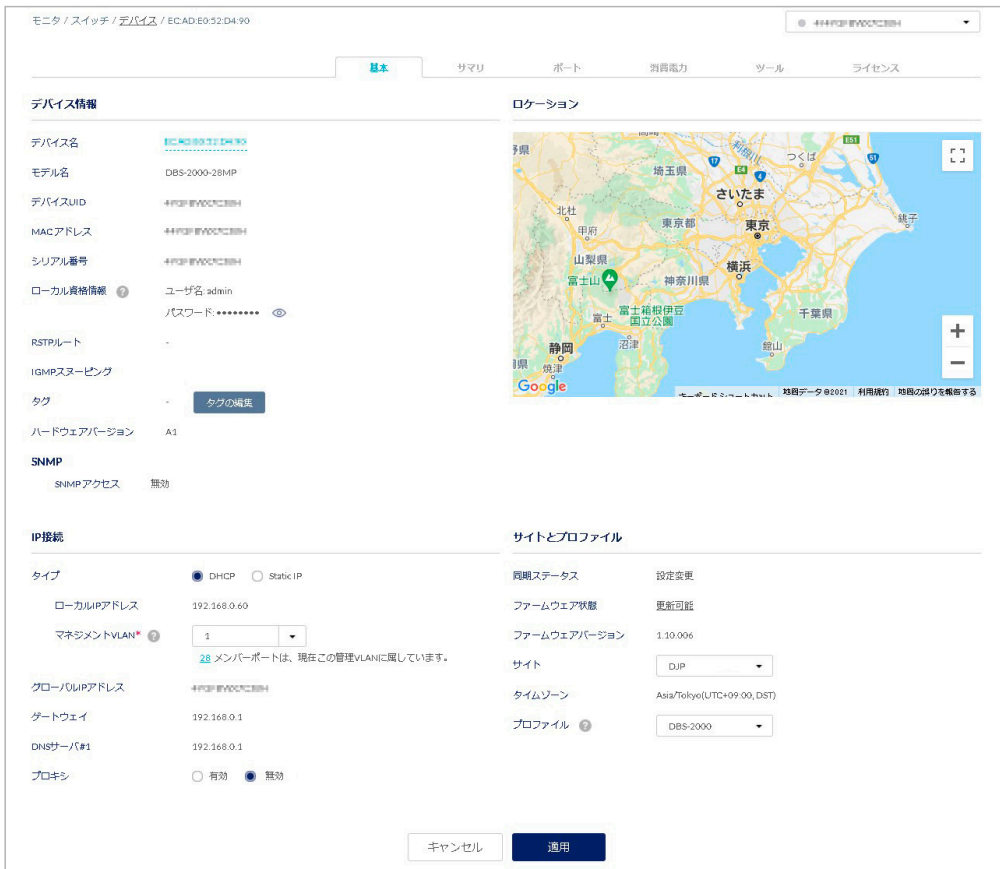 モニタ / スイッチ / デバイス / EC:AD:E0:52:D4:90
基本 サマリ ポート 消費電力 ツール ライセンス
デバイス情報
デバイス名
モデル名 DBS-2000-28MP
デバイスUID
MACアドレス
シリアル番号
ローカル資格情報 ? ユーザ名: admin
パスワード: ••••••••
RSTPルート -
IGMPスヌーピング
タグ - タグの編集
ハードウェアバージョン A1
SNMP
SNMPアクセス 無効
ロケーション
E51
17
つくば
51
埼玉県
E4
4
さいたま
北杜
東京都
東京
銚子
甲府
山梨県
横浜
富士山
神奈川県
千葉県
富士箱根伊豆
国立公園
富士
静岡
沼津
館山
焼津
Google
キーボード ショートカット 地図データ ©2021 利用規約 地図の誤りを報告する
IP接続
タイプ DHCP Static IP
ローカルIPアドレス 192.168.0.60
マネジメントVLAN* ? 1
28 メンバーポートは、現在この管理VLANに属しています。
グローバルIPアドレス
ゲートウェイ 192.168.0.1
DNSサーバ#1 192.168.0.1
プロキシ 有効 無効
サイトとプロファイル
同期ステータス 設定変更
ファームウェア状態 更新可能
ファームウェアバージョン 1.10.006
サイト DJP
タイムゾーン Asia/Tokyo(UTC+09:00, DST)
プロファイル ? DBS-2000
キャンセル 適用